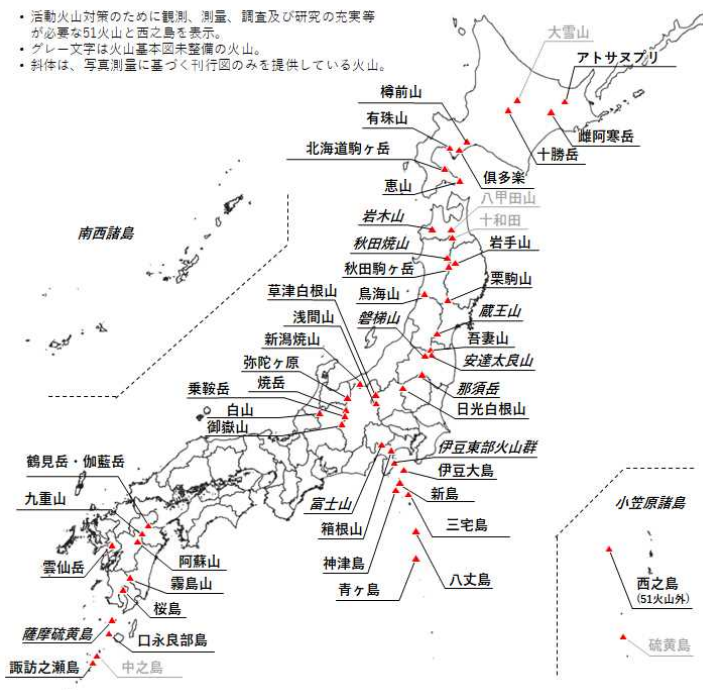 ・活動火山対策のために観測、測量、調査及び研究の充実等
が必要な51火山と西之島を表示。
・グレー文字は火山基本図未整備の火山。
・斜体は、写真測量に基づく刊行図のみを提供している火山。
大雪山
アトサヌプリ
樽前山
有珠山
雌阿寒岳
北海道駒ヶ岳
十勝岳
倶多楽
恵山
八甲田山
岩木山
十和田
南西諸島
秋田焼山
岩手山
秋田駒ヶ岳
栗駒山
草津白根山
鳥海山
蔵王山
浅間山
磐梯山
新潟焼山
吾妻山
安達太良山
弥陀ヶ原
焼岳
那須岳
乗鞍岳
日光白根山
白山
御嶽山
伊豆東部火山群
鶴見岳・伽藍岳
伊豆大島
九重山
富士山
新島
小笠原諸島
箱根山
三宅島
雲仙岳
阿蘇山
神津島
八丈島
霧島山
青ヶ島
西之島
(51火山外)
桜島
薩摩硫黄島
口永良部島
硫黄島
諏訪之瀬島
中之島